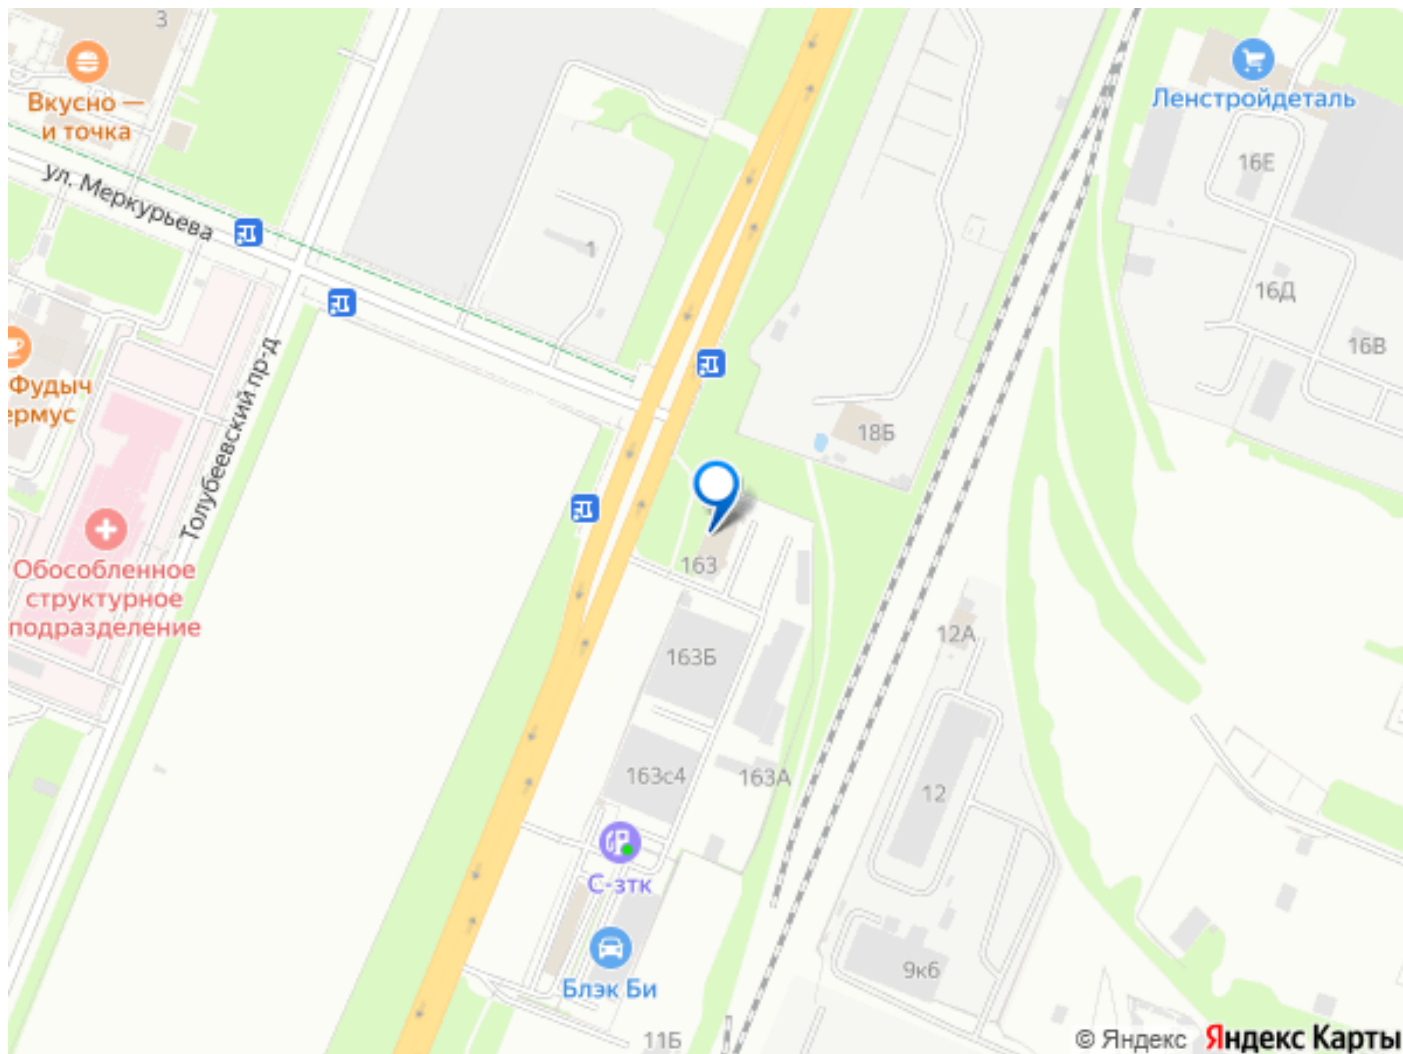 3
Вкусно —
и точка
Ленстройдеталь
16Е
ул. Меркурьева
1
16Д
16В
Фудыч
ермус
Толубеевский пр-д
18Б
163
Обособленное
структурное
подразделение
12А
163Б
163с4
163А
12
С-зтк
Блэк Би
9к6
11Б
© Яндекс Яндекс Карты